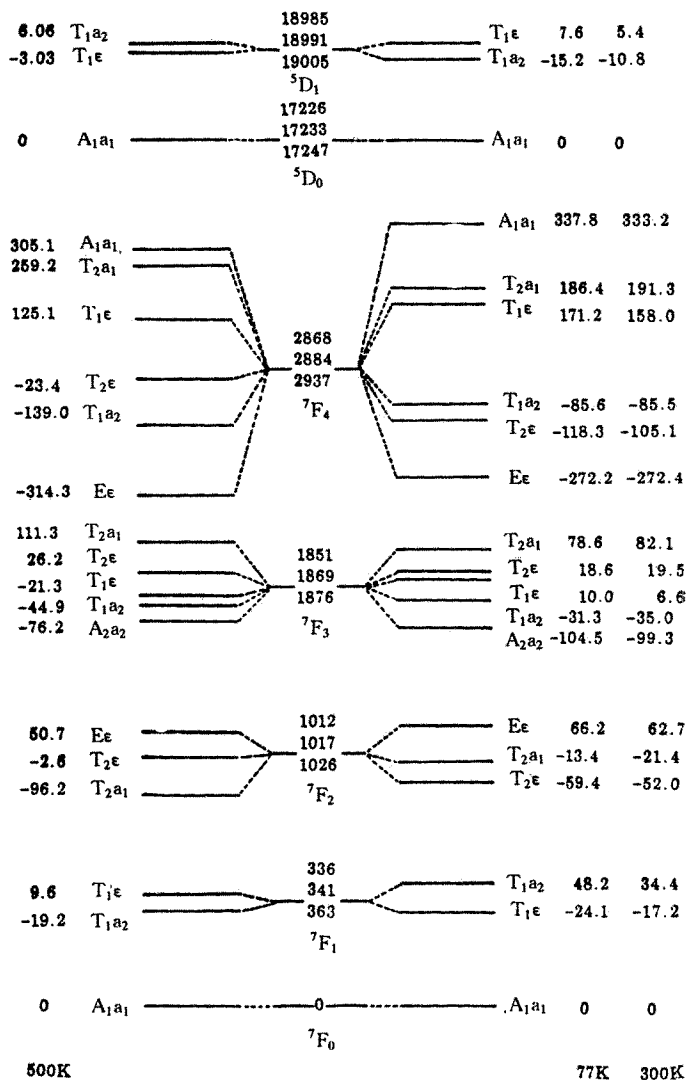 18985
6.06 T₁a₂ 18991 T₁ε 7.6 5.4
-3.03 T₁ε 19005 T₁a₂ -15.2 -10.8
⁵D₁
17226
0 A₁a₁ 17233 A₁a₁ 0 0
17247
⁵D₀
A₁a₁ 337.8 333.2
305.1 A₁a₁
259.2 T₂a₁
T₂a₁ 186.4 191.3
125.1 T₁ε T₁ε 171.2 158.0
2868
2884
-23.4 T₂ε 2937
-139.0 T₁a₂ ⁷F₄ T₁a₂ -85.6 -85.5
T₂ε -118.3 -105.1
-314.3 Eε Eε -272.2 -272.4
111.3 T₂a₁ T₂a₁ 78.6 82.1
26.2 T₂ε 1851 T₂ε 18.6 19.5
-21.3 T₁ε 1869 T₁ε 10.0 6.6
-44.9 T₁a₂ 1876 T₁a₂ -31.3 -35.0
-76.2 A₂a₂ ⁷F₃ A₂a₂ -104.5 -99.3
50.7 Eε 1012 Eε 66.2 62.7
-2.6 T₂ε 1017 T₂a₁ -13.4 -21.4
-96.2 T₂a₁ 1026 T₂ε -59.4 -52.0
⁷F₂
336
9.6 T₁ε 341 T₁a₂ 48.2 34.4
-19.2 T₁a₂ 363 T₁ε -24.1 -17.2
⁷F₁
0 A₁a₁ 0 A₁a₁ 0 0
⁷F₀
500K 77K 300K